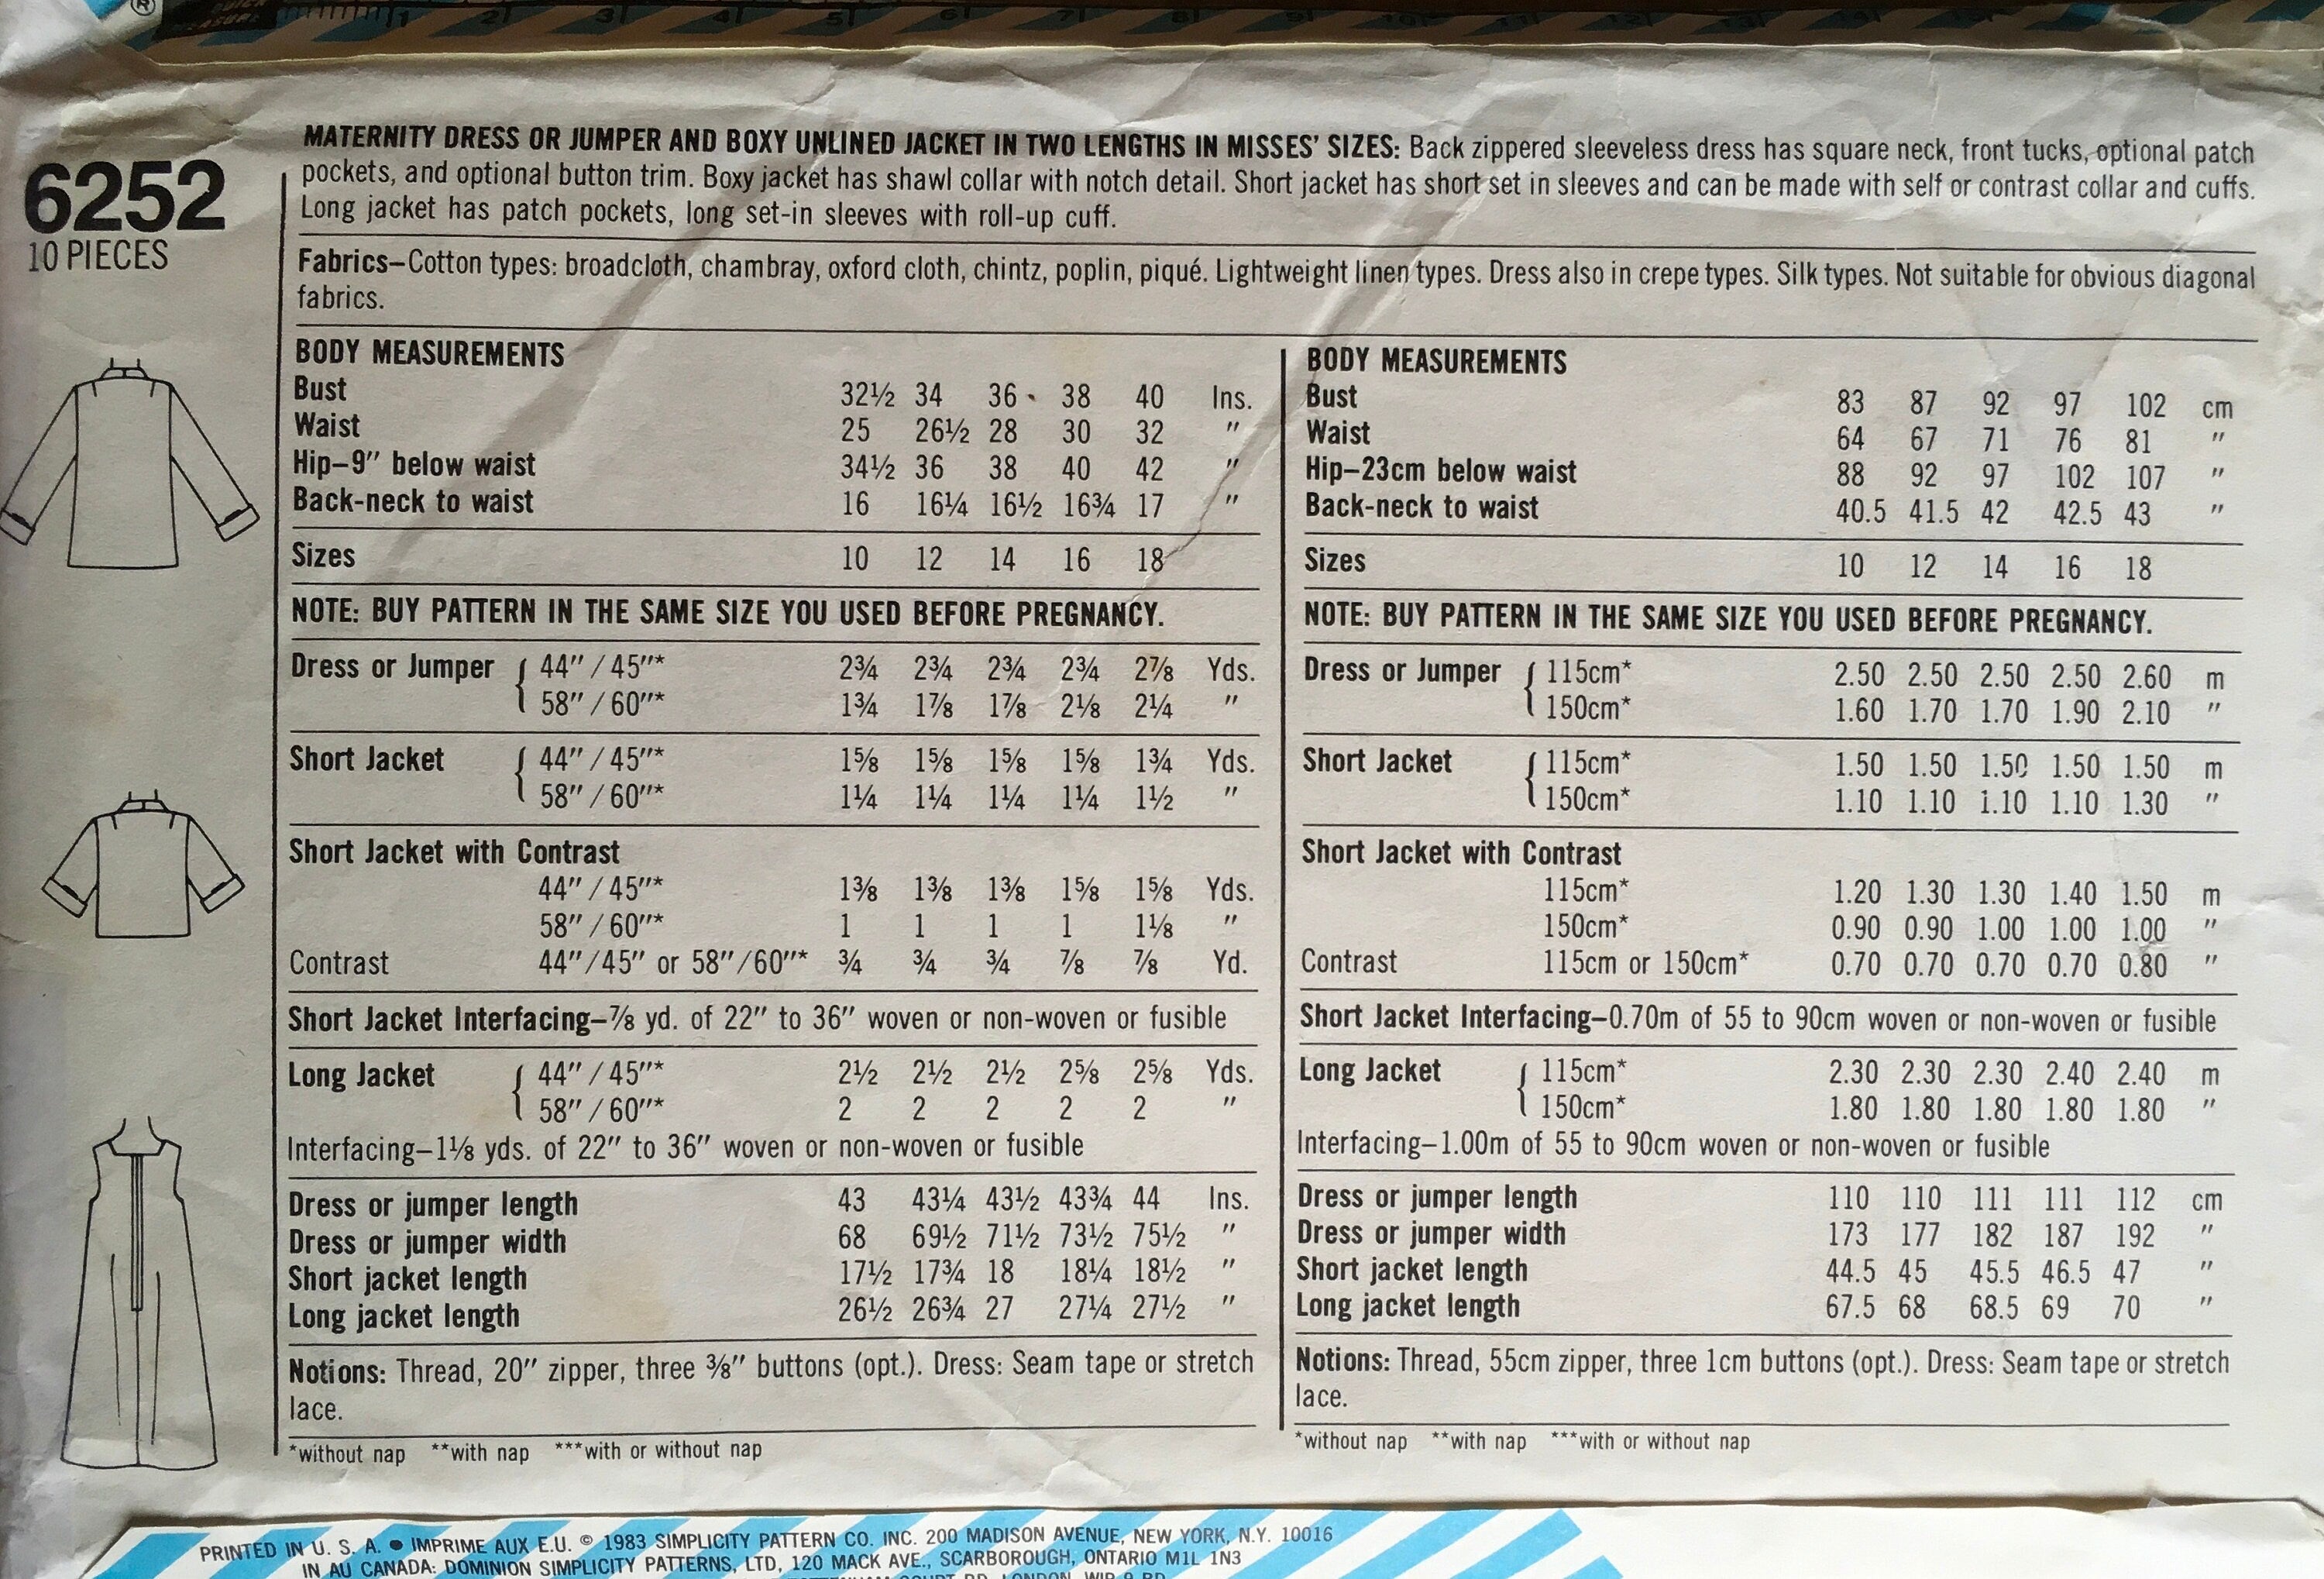 ®
1 2 3 4 5 6 7 8 9 10 11 12 13 14 15
6252
10 PIECES
MATERNITY DRESS OR JUMPER AND BOXY UNLINED JACKET IN TWO LENGTHS IN MISSES' SIZES: Back zippered sleeveless dress has square neck, front tucks, optional patch
pockets, and optional button trim. Boxy jacket has shawl collar with notch detail. Short jacket has short set in sleeves and can be made with self or contrast collar and cuffs.
Long jacket has patch pockets, long set-in sleeves with roll-up cuff.
Fabrics–Cotton types: broadcloth, chambray, oxford cloth, chintz, poplin, piqué. Lightweight linen types. Dress also in crepe types. Silk types. Not suitable for obvious diagonal
fabrics.
BODY MEASUREMENTS
Bust 32½ 34 36 38 40 Ins.
Waist 25 26½ 28 30 32 "
Hip–9" below waist 34½ 36 38 40 42 "
Back-neck to waist 16 16¼ 16½ 16¾ 17 "
Sizes 10 12 14 16 18
NOTE: BUY PATTERN IN THE SAME SIZE YOU USED BEFORE PREGNANCY.
Dress or Jumper { 44" / 45"* 2¾ 2¾ 2¾ 2¾ 2⅞ Yds.
58" / 60"* 1¾ 1⅞ 1⅞ 2⅛ 2¼ "
Short Jacket { 44" / 45"* 1⅝ 1⅝ 1⅝ 1⅝ 1¾ Yds.
58" / 60"* 1¼ 1¼ 1¼ 1¼ 1½ "
Short Jacket with Contrast
44" / 45"* 1⅜ 1⅜ 1⅜ 1⅝ 1⅝ Yds.
58" / 60"* 1 1 1 1 1⅛ "
Contrast 44"/45" or 58"/60"* ¾ ¾ ¾ ⅞ ⅞ Yd.
Short Jacket Interfacing–⅞ yd. of 22" to 36" woven or non-woven or fusible
Long Jacket { 44" / 45"* 2½ 2½ 2½ 2⅝ 2⅝ Yds.
58" / 60"* 2 2 2 2 2 "
Interfacing–1⅛ yds. of 22" to 36" woven or non-woven or fusible
Dress or jumper length 43 43¼ 43½ 43¾ 44 Ins.
Dress or jumper width 68 69½ 71½ 73½ 75½ "
Short jacket length 17½ 17¾ 18 18¼ 18½ "
Long jacket length 26½ 26¾ 27 27¼ 27½ "
Notions: Thread, 20" zipper, three ⅜" buttons (opt.). Dress: Seam tape or stretch
lace.
*without nap **with nap ***with or without nap
BODY MEASUREMENTS
Bust 83 87 92 97 102 cm
Waist 64 67 71 76 81 "
Hip–23cm below waist 88 92 97 102 107 "
Back-neck to waist 40.5 41.5 42 42.5 43 "
Sizes 10 12 14 16 18
NOTE: BUY PATTERN IN THE SAME SIZE YOU USED BEFORE PREGNANCY.
Dress or Jumper { 115cm* 2.50 2.50 2.50 2.50 2.60 m
150cm* 1.60 1.70 1.70 1.90 2.10 "
Short Jacket { 115cm* 1.50 1.50 1.50 1.50 1.50 m
150cm* 1.10 1.10 1.10 1.10 1.30 "
Short Jacket with Contrast
115cm* 1.20 1.30 1.30 1.40 1.50 m
150cm* 0.90 0.90 1.00 1.00 1.00 "
Contrast 115cm or 150cm* 0.70 0.70 0.70 0.70 0.80 "
Short Jacket Interfacing–0.70m of 55 to 90cm woven or non-woven or fusible
Long Jacket { 115cm* 2.30 2.30 2.30 2.40 2.40 m
150cm* 1.80 1.80 1.80 1.80 1.80 "
Interfacing–1.00m of 55 to 90cm woven or non-woven or fusible
Dress or jumper length 110 110 111 111 112 cm
Dress or jumper width 173 177 182 187 192 "
Short jacket length 44.5 45 45.5 46.5 47 "
Long jacket length 67.5 68 68.5 69 70 "
Notions: Thread, 55cm zipper, three 1cm buttons (opt.). Dress: Seam tape or stretch
lace.
*without nap **with nap ***with or without nap
PRINTED IN U. S. A. ● IMPRIME AUX E.U. © 1983 SIMPLICITY PATTERN CO. INC. 200 MADISON AVENUE, NEW YORK, N.Y. 10016
IN AU CANADA: DOMINION SIMPLICITY PATTERNS, LTD, 120 MACK AVE., SCARBOROUGH, ONTARIO M1L 1N3